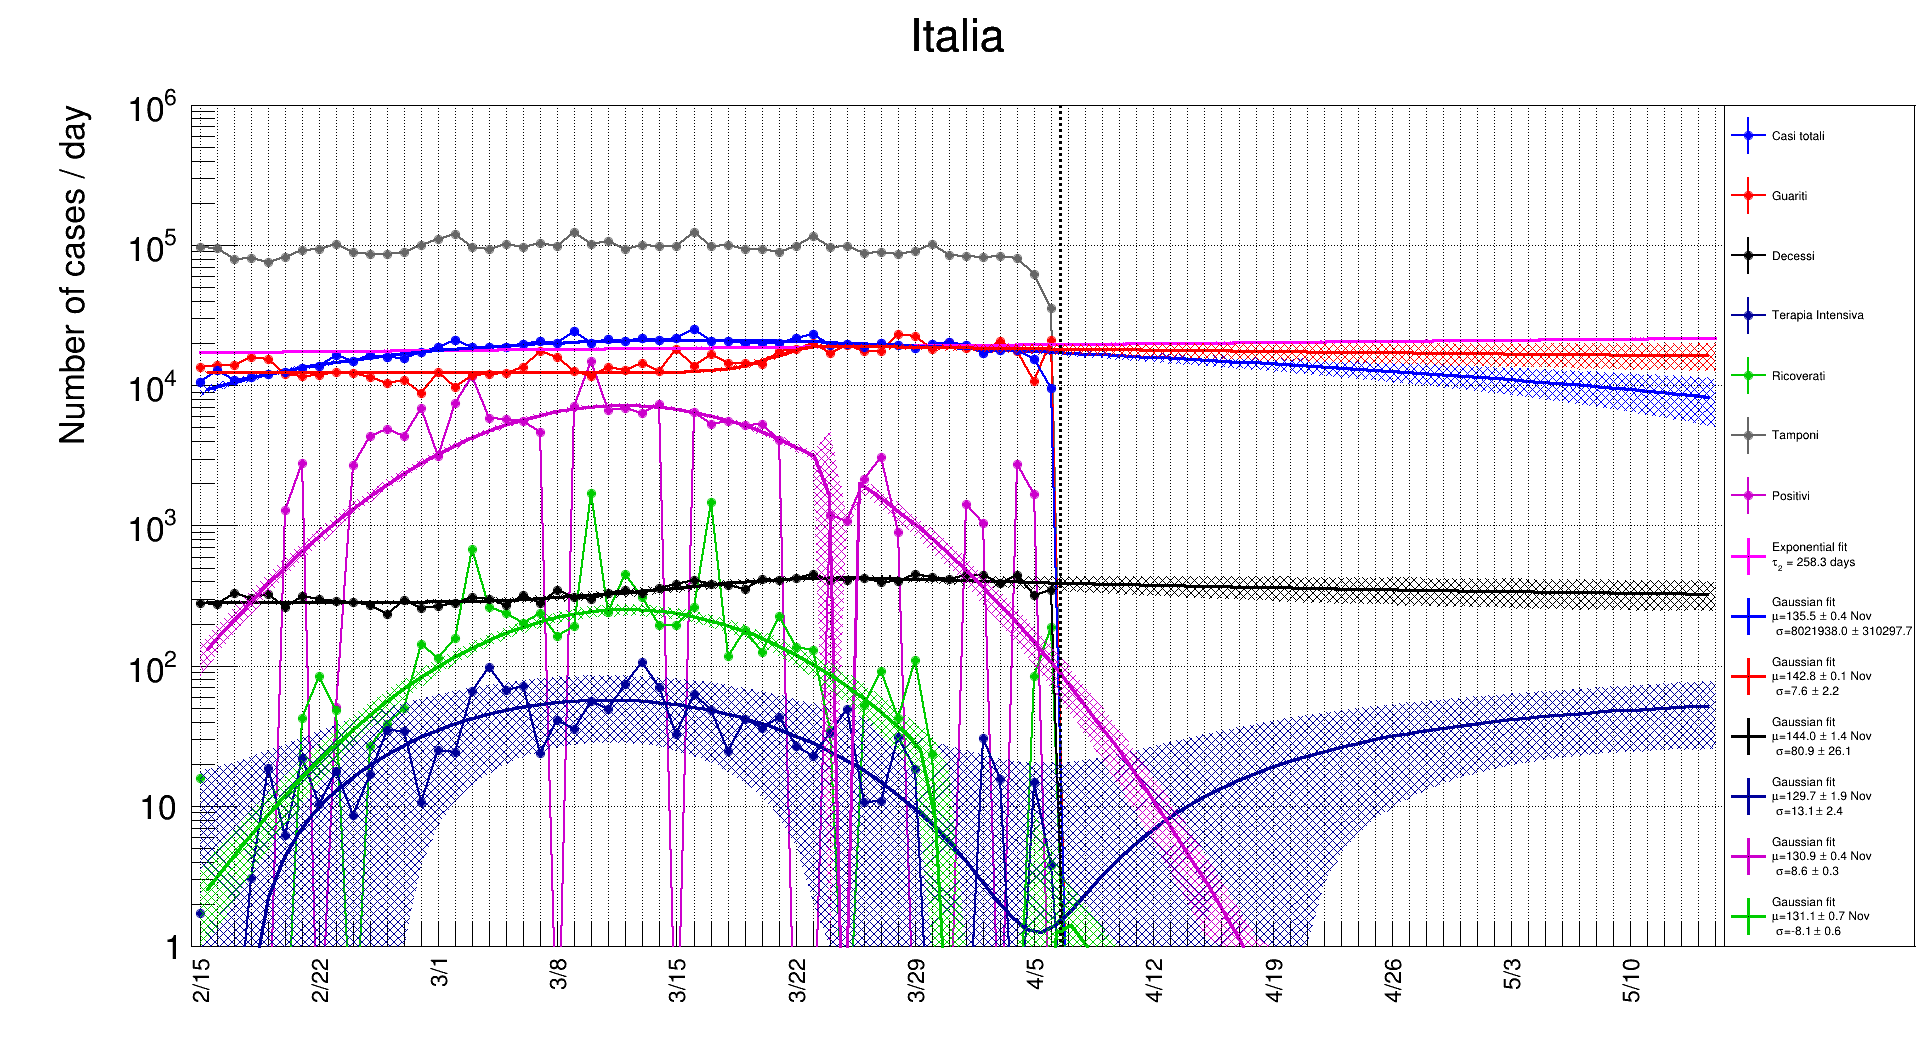 Italia
Number of cases / day
10^6
10^5
10^4
10^3
10^2
10
1
2/15
2/22
3/1
3/8
3/15
3/22
3/29
4/5
4/12
4/19
4/26
5/3
5/10
Casi totali
Guariti
Decessi
Terapia Intensiva
Ricoverati
Tamponi
Positivi
Exponential fit
τ₂ = 258.3 days
Gaussian fit
μ=135.5 ± 0.4 Nov
σ=8021938.0 ± 310297.7
Gaussian fit
μ=142.8 ± 0.1 Nov
σ=7.6 ± 2.2
Gaussian fit
μ=144.0 ± 1.4 Nov
σ=80.9 ± 26.1
Gaussian fit
μ=129.7 ± 1.9 Nov
σ=13.1 ± 2.4
Gaussian fit
μ=130.9 ± 0.4 Nov
σ=8.6 ± 0.3
Gaussian fit
μ=131.1 ± 0.7 Nov
σ=-8.1 ± 0.6